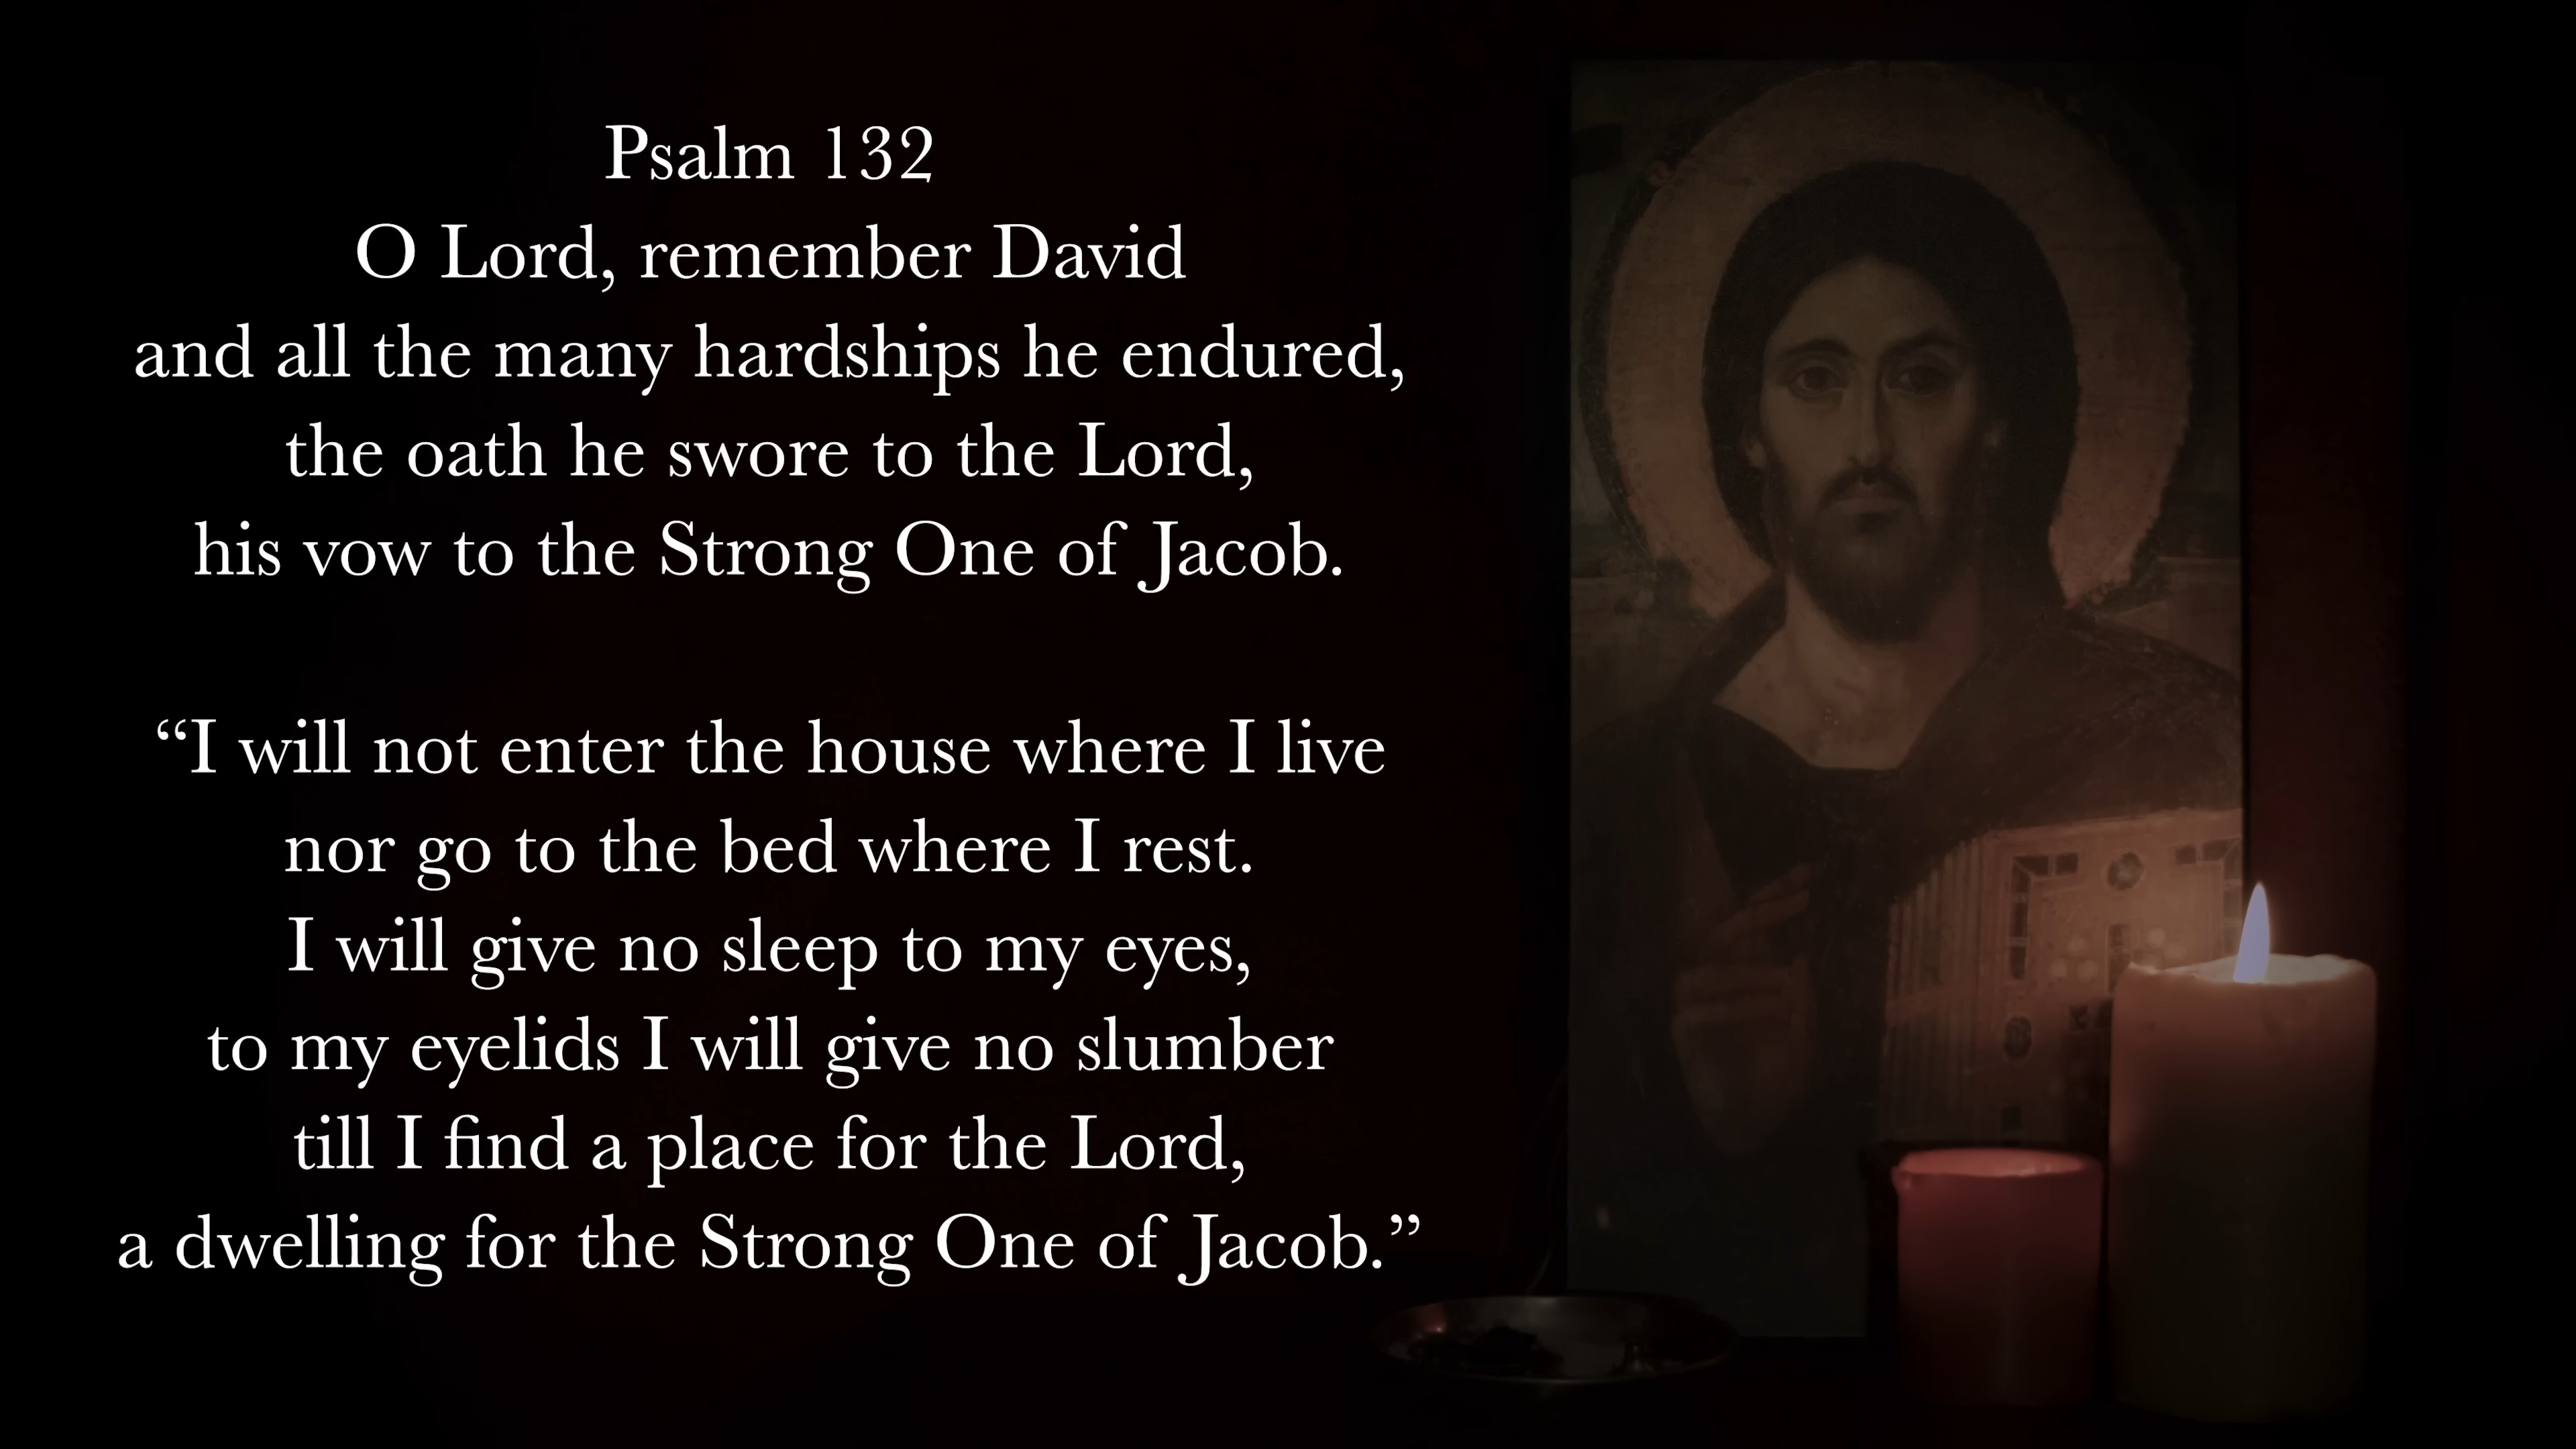 Psalm 132
O Lord, remember David
and all the many hardships he endured,
the oath he swore to the Lord,
his vow to the Strong One of Jacob.
“I will not enter the house where I live
nor go to the bed where I rest.
I will give no sleep to my eyes,
to my eyelids I will give no slumber
till I find a place for the Lord,
a dwelling for the Strong One of Jacob.”